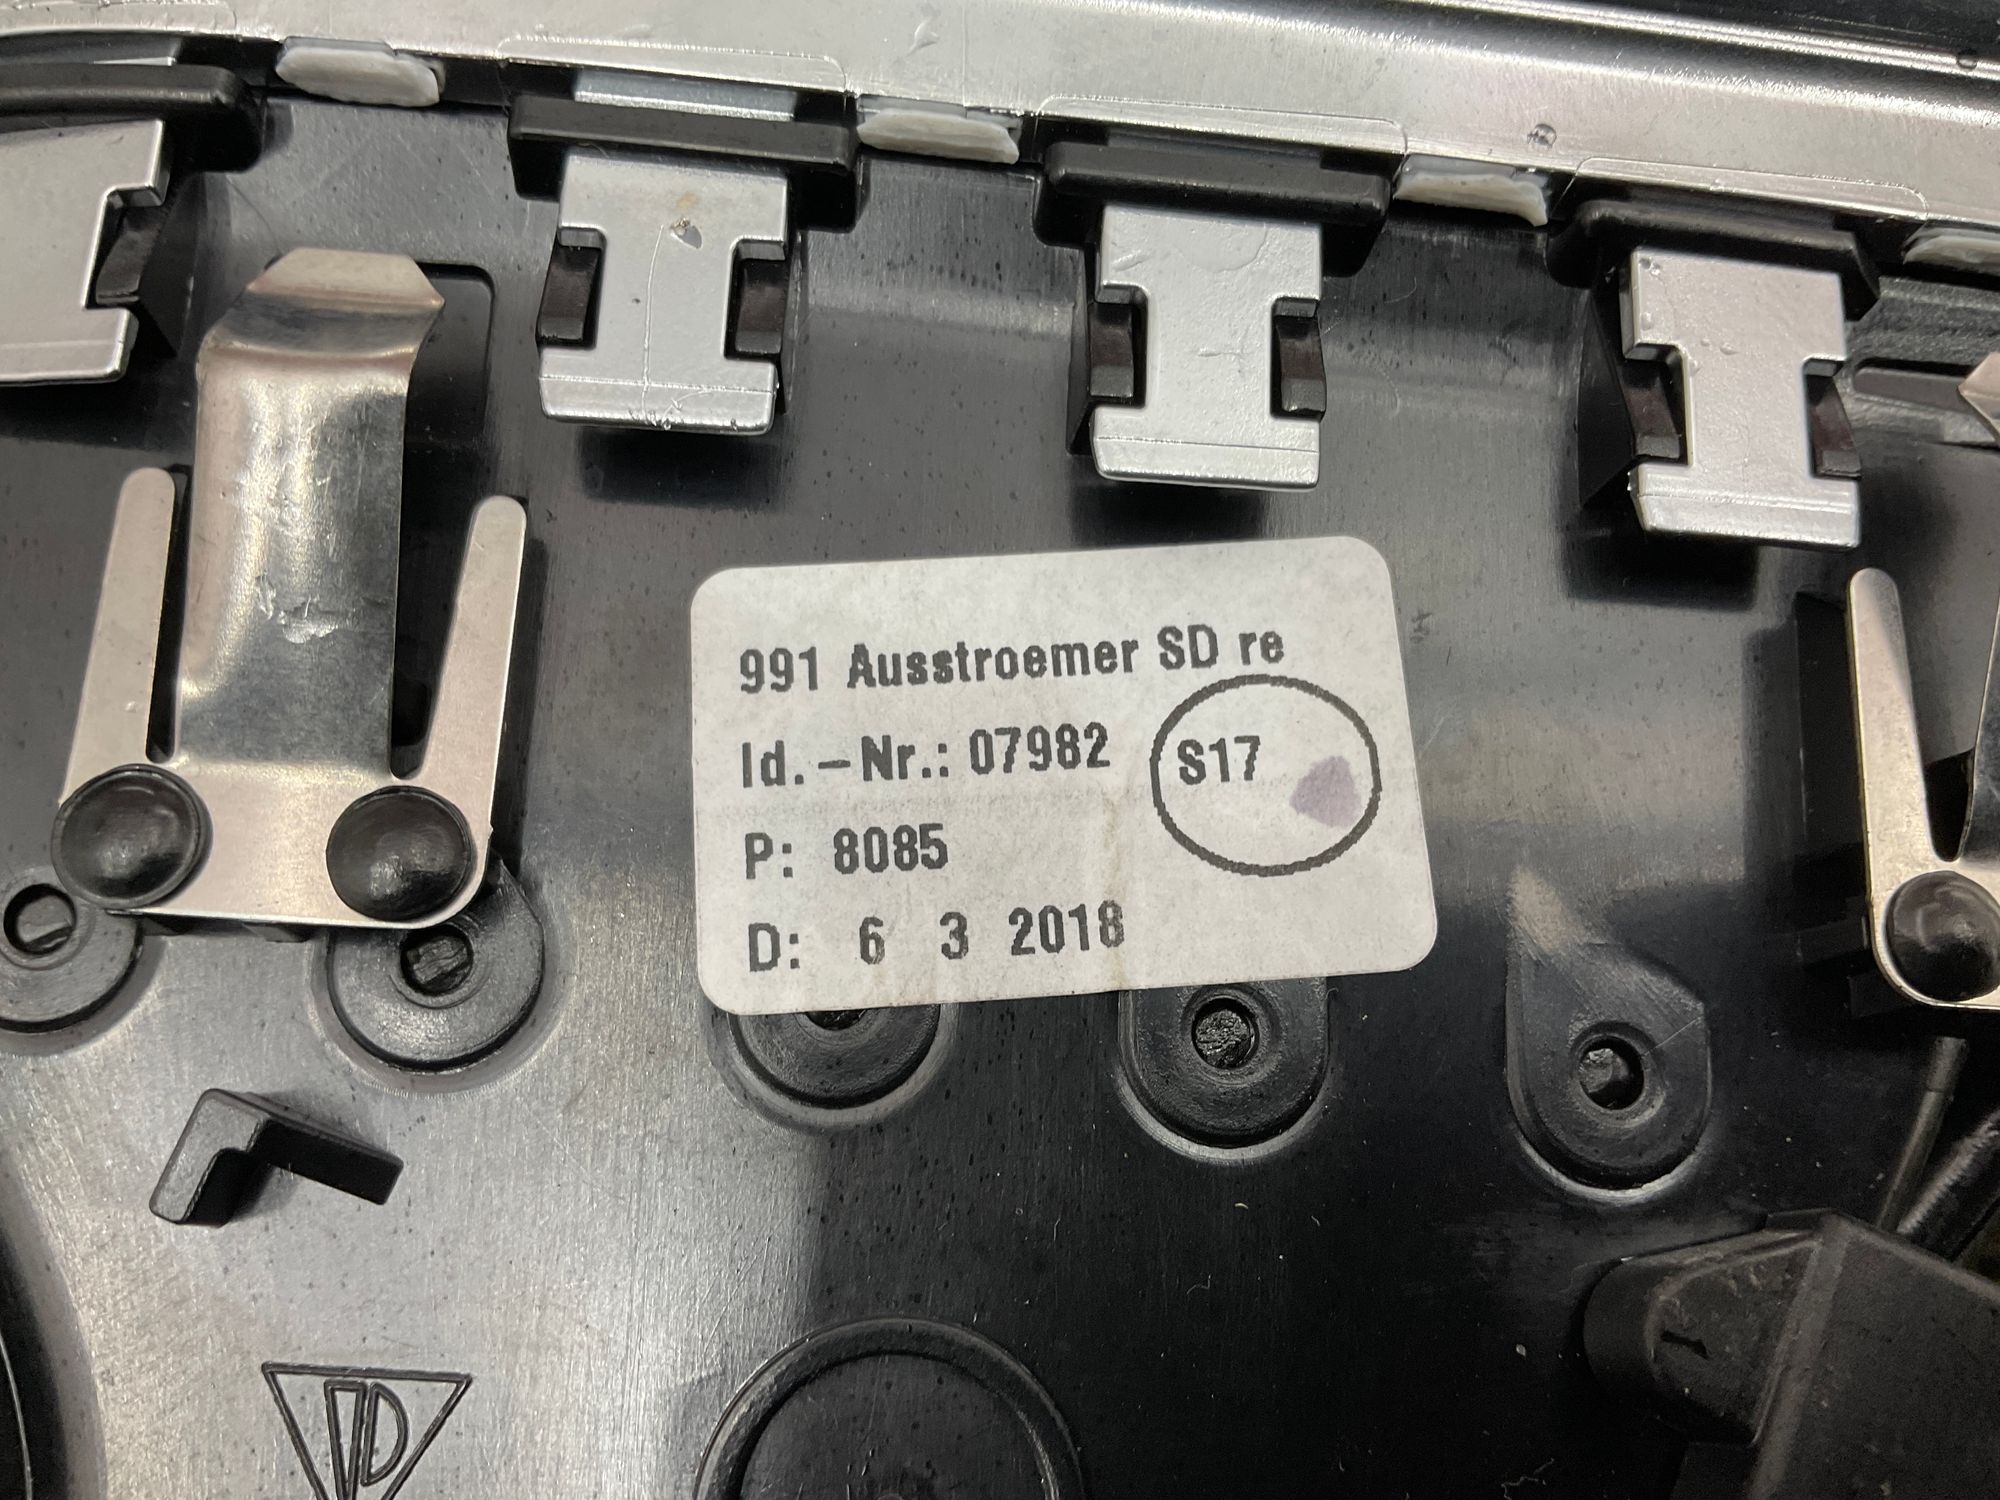 991 Ausstroemer SD re
Id.-Nr.: 07982
S17
P: 8085
D: 6 3 2018